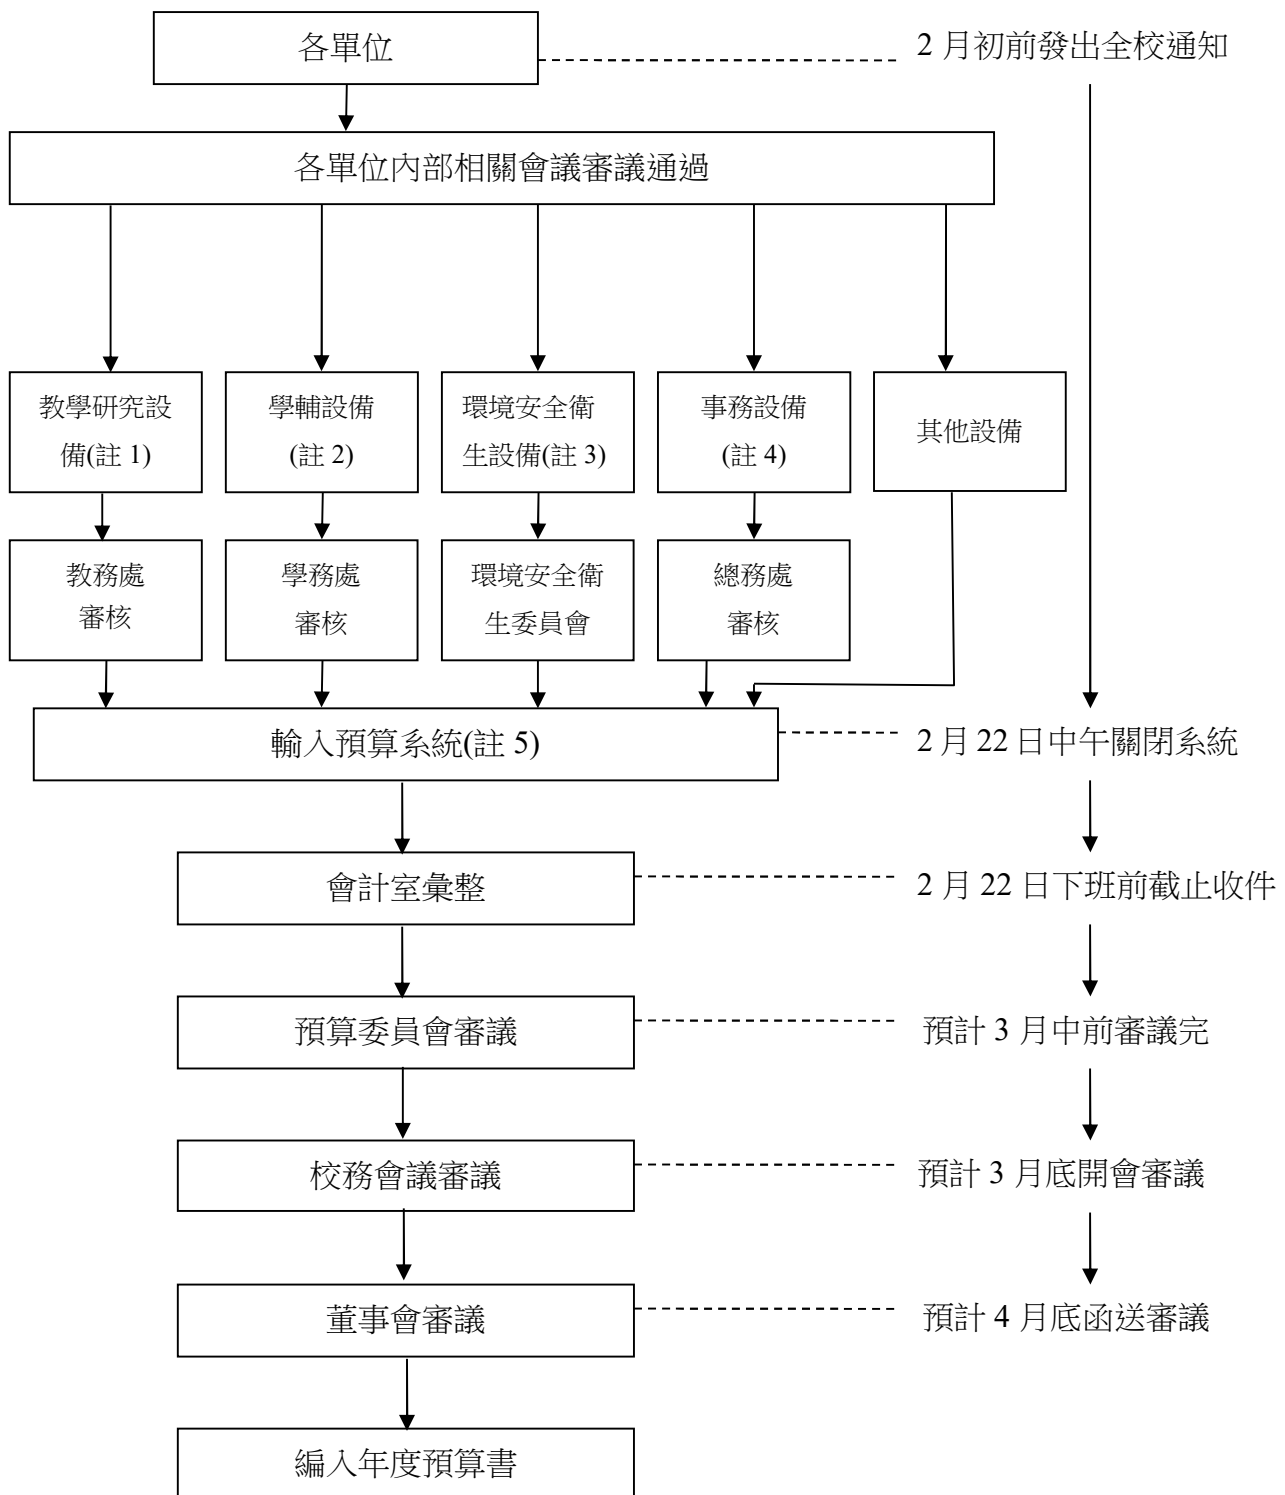 各單位
2 月初前發出全校通知
各單位內部相關會議審議通過
教學研究設
備(註 1)
學輔設備
(註 2)
環境安全衛
生設備(註 3)
事務設備
(註 4)
其他設備
教務處
審核
學務處
審核
環境安全衛
生委員會
總務處
審核
輸入預算系統(註 5)
2 月 22 日中午關閉系統
會計室彙整
2 月 22 日下班前截止收件
預算委員會審議
預計 3 月中前審議完
校務會議審議
預計 3 月底開會審議
董事會審議
預計 4 月底函送審議
編入年度預算書